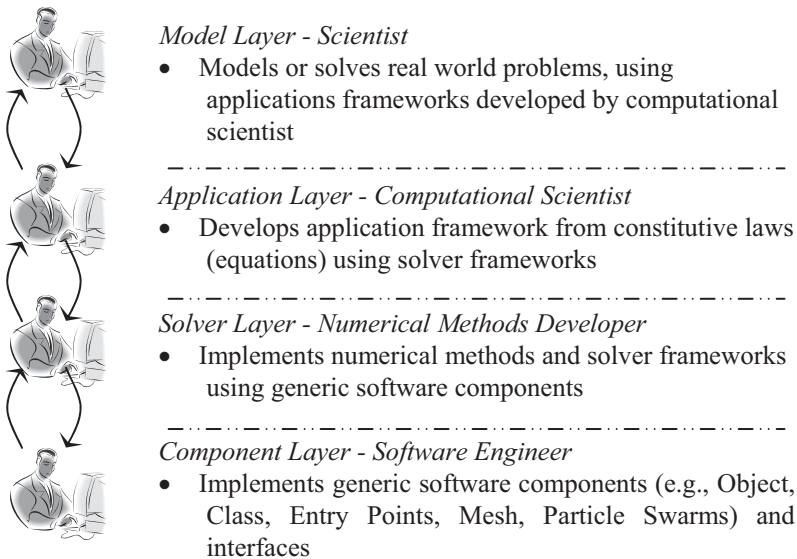 Model Layer - Scientist
• Models or solves real world problems, using
applications frameworks developed by computational
scientist
Application Layer - Computational Scientist
• Develops application framework from constitutive laws
(equations) using solver frameworks
Solver Layer - Numerical Methods Developer
• Implements numerical methods and solver frameworks
using generic software components
Component Layer - Software Engineer
• Implements generic software components (e.g., Object,
Class, Entry Points, Mesh, Particle Swarms) and
interfaces